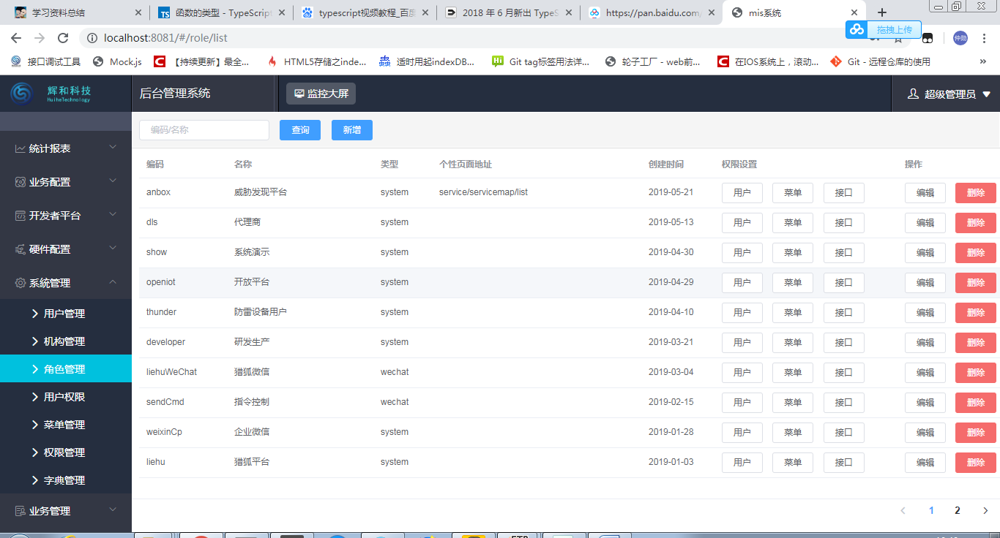 学习资料总结
函数的类型 - TypeScript
typescript视频教程_百度
2018 年 6 月新出 TypeS
https://pan.baidu.com/
mis系统
localhost:8081/#/role/list
拖拽上传
仲勋
接口调试工具
Mock.js
【持续更新】最全...
HTML5存储之inde...
适时用起indexDB...
Git tag标签用法详...
轮子工厂 - web前...
在IOS系统上，滚动...
Git - 远程仓库的使用
辉和科技
HuiheTechnology
后台管理系统
监控大屏
超级管理员
编码/名称
查询
新增
统计报表
业务配置
开发者平台
硬件配置
系统管理
用户管理
机构管理
角色管理
用户权限
菜单管理
权限管理
字典管理
业务管理
编码 名称 类型 个性页面地址 创建时间 权限设置 操作
anbox 威胁发现平台 system service/servicemap/list 2019-05-21 用户 菜单 接口 编辑 删除
dls 代理商 system 2019-05-13 用户 菜单 接口 编辑 删除
show 系统演示 system 2019-04-30 用户 菜单 接口 编辑 删除
openiot 开放平台 system 2019-04-29 用户 菜单 接口 编辑 删除
thunder 防雷设备用户 system 2019-04-10 用户 菜单 接口 编辑 删除
developer 研发生产 system 2019-03-21 用户 菜单 接口 编辑 删除
liehuWeChat 猎狐微信 wechat 2019-03-04 用户 菜单 接口 编辑 删除
sendCmd 指令控制 wechat 2019-02-15 用户 菜单 接口 编辑 删除
weixinCp 企业微信 system 2019-01-28 用户 菜单 接口 编辑 删除
liehu 猎狐平台 system 2019-01-03 用户 菜单 接口 编辑 删除
1 2